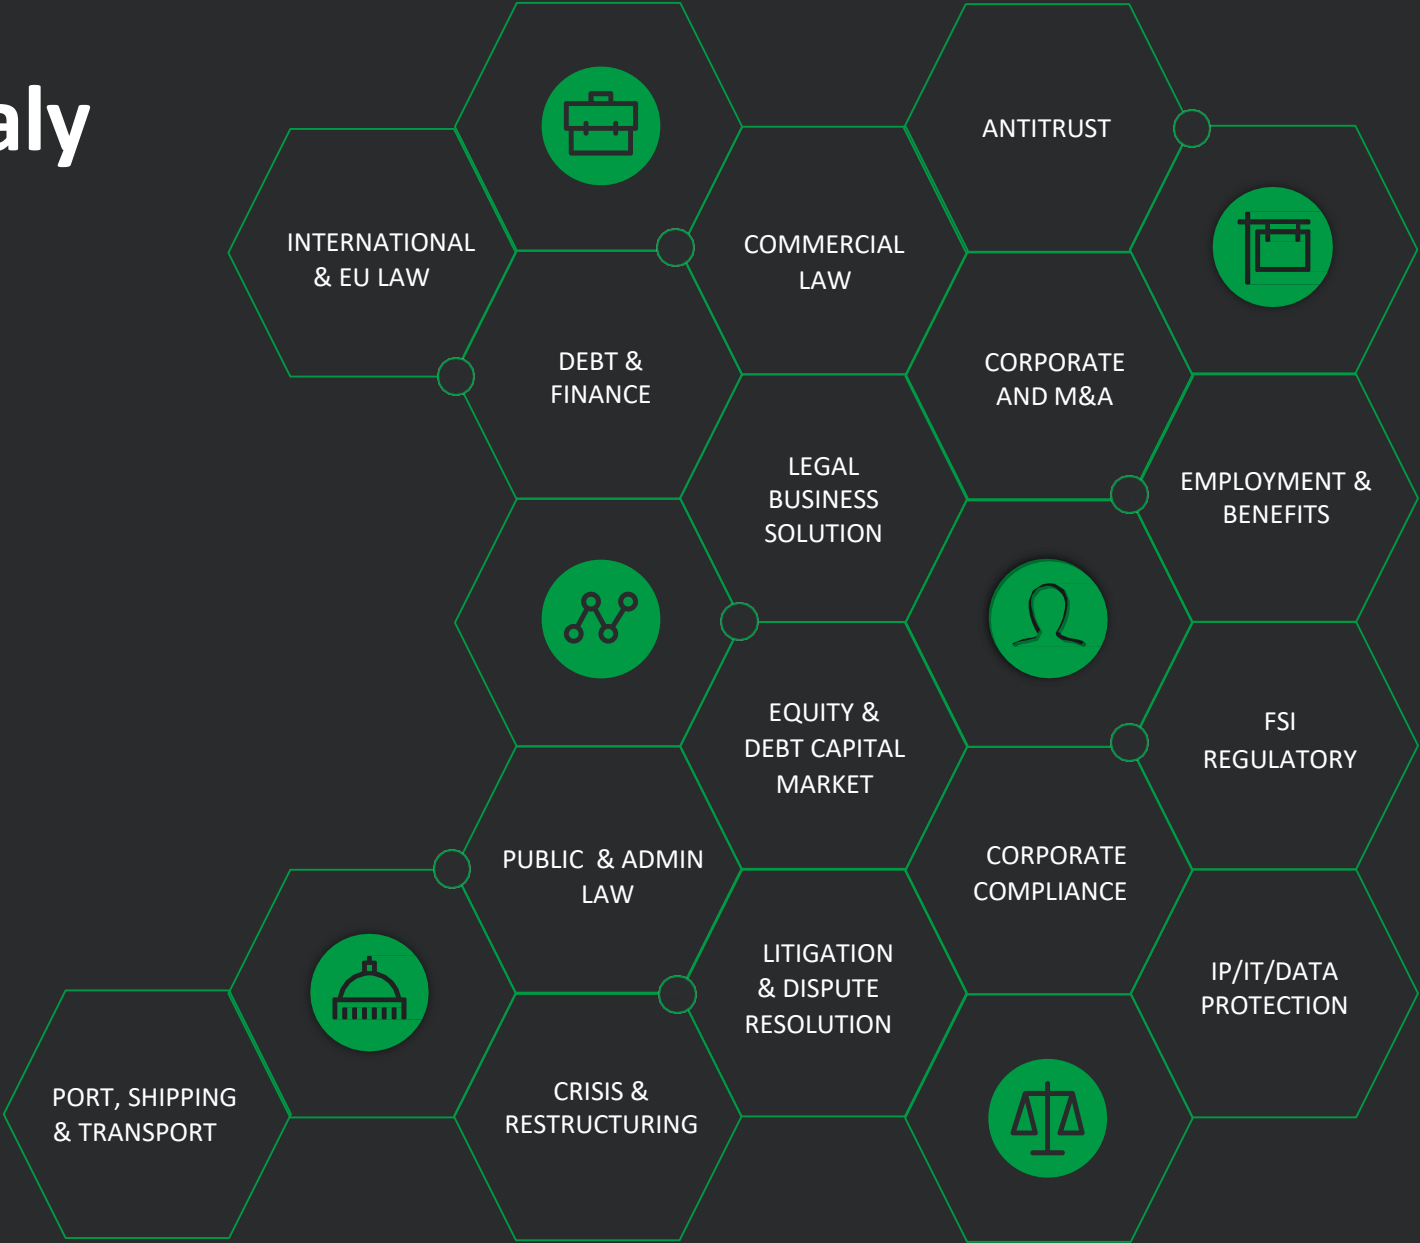 aly
ANTITRUST
INTERNATIONAL
& EU LAW
COMMERCIAL
LAW
DEBT &
FINANCE
CORPORATE
AND M&A
LEGAL
BUSINESS
SOLUTION
EMPLOYMENT &
BENEFITS
EQUITY &
DEBT CAPITAL
MARKET
FSI
REGULATORY
PUBLIC & ADMIN
LAW
CORPORATE
COMPLIANCE
LITIGATION
& DISPUTE
RESOLUTION
IP/IT/DATA
PROTECTION
PORT, SHIPPING
& TRANSPORT
CRISIS &
RESTRUCTURING